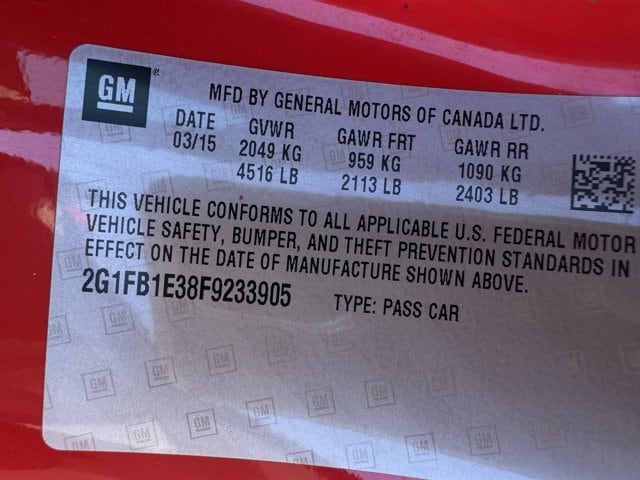 GM
MFD BY GENERAL MOTORS OF CANADA LTD.
DATE GVWR GAWR FRT GAWR RR
03/15 2049 KG 959 KG 1090 KG
4516 LB 2113 LB 2403 LB
THIS VEHICLE CONFORMS TO ALL APPLICABLE U.S. FEDERAL MOTOR
VEHICLE SAFETY, BUMPER, AND THEFT PREVENTION STANDARDS IN
EFFECT ON THE DATE OF MANUFACTURE SHOWN ABOVE.
2G1FB1E38F9233905 TYPE: PASS CAR